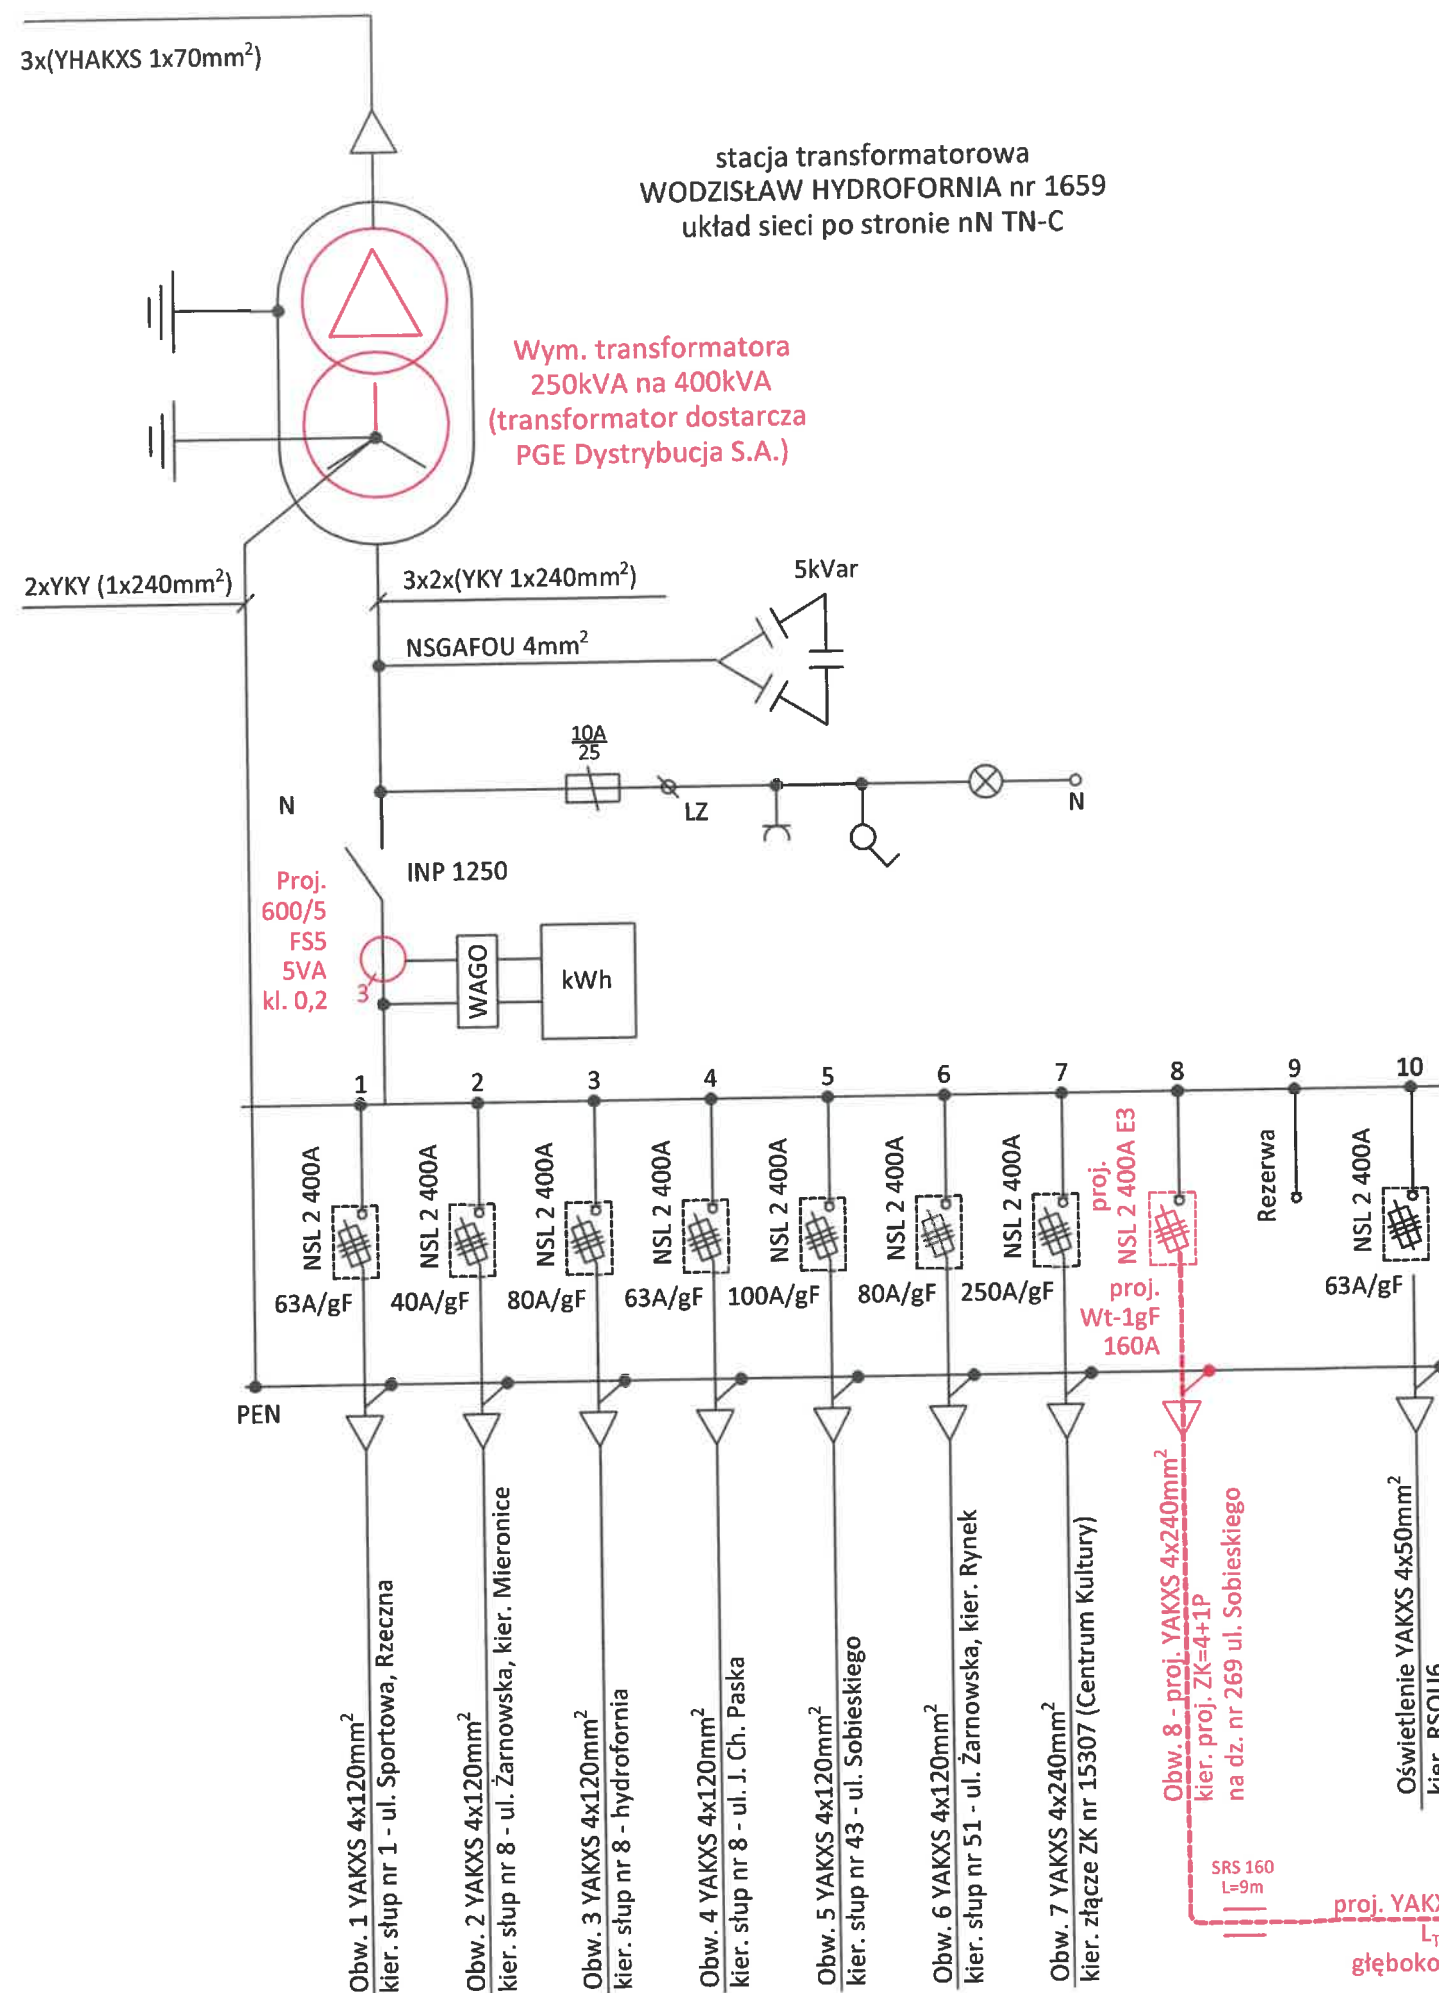 3x(YHAKXS 1x70mm²)
stacja transformatorowa
WODZISŁAW HYDROFORNIA nr 1659
układ sieci po stronie nN TN-C
Wym. transformatora
250kVA na 400kVA
(transformator dostarcza
PGE Dystrybucja S.A.)
2xYKY (1x240mm²)
3x2x(YKY 1x240mm²)
5kVar
NSGAFOU 4mm²
10A
25
LZ
N
N
INP 1250
Proj.
600/5
FS5
5VA
kl. 0,2
3
WAGO
kWh
1
2
3
4
5
6
7
8
9
10
NSL 2 400A
NSL 2 400A
NSL 2 400A
NSL 2 400A
NSL 2 400A
NSL 2 400A
NSL 2 400A
proj.
NSL 2 400A E3
Rezerwa
NSL 2 400A
63A/gF
40A/gF
80A/gF
63A/gF
100A/gF
80A/gF
250A/gF
proj.
Wt-1gF
160A
63A/gF
PEN
Obw. 1 YAKXS 4x120mm²
kier. słup nr 1 - ul. Sportowa, Rzeczna
Obw. 2 YAKXS 4x120mm²
kier. słup nr 8 - ul. Żarnowska, kier. Mieronice
Obw. 3 YAKXS 4x120mm²
kier. słup nr 8 - hydrofornia
Obw. 4 YAKXS 4x120mm²
kier. słup nr 8 - ul. J. Ch. Paska
Obw. 5 YAKXS 4x120mm²
kier. słup nr 43 - ul. Sobieskiego
Obw. 6 YAKXS 4x120mm²
kier. słup nr 51 - ul. Żarnowska, kier. Rynek
Obw. 7 YAKXS 4x240mm²
kier. złącze ZK nr 15307 (Centrum Kultury)
Obw. 8 - proj. YAKXS 4x240mm²
kier. proj. ZK=4+1P
na dz. nr 269 ul. Sobieskiego
Oświetlenie YAKXS 4x50mm²
kier. RSOU6
SRS 160
L=9m
proj. YAKX
L
głęboko